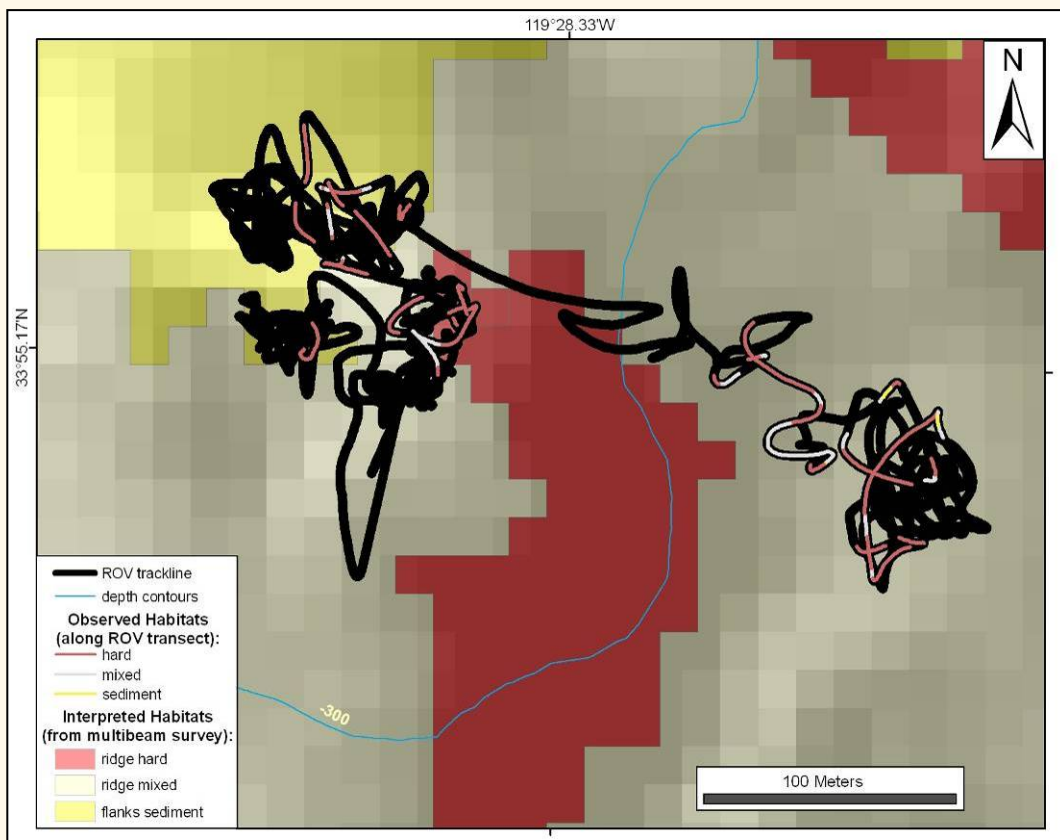 119°28.33'W
N
33°55.17'N
ROV trackline
depth contours
Observed Habitats
(along ROV transect):
hard
mixed
sediment
Interpreted Habitats
(from multibeam survey):
ridge hard
ridge mixed
flanks sediment
-300
100 Meters